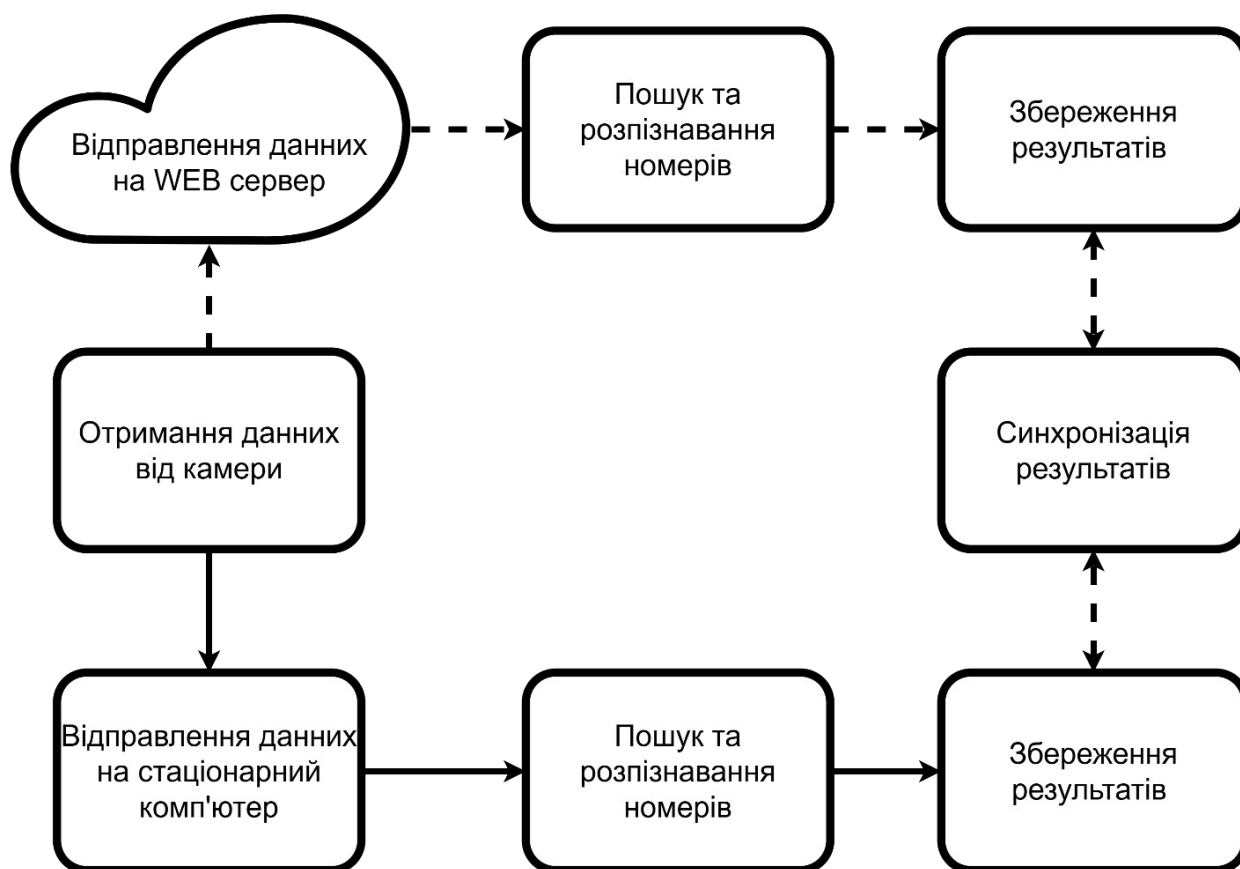 Відправлення данних
на WEB сервер
Пошук та
розпізнавання
номерів
Збереження
результатів
Отримання данних
від камери
Синхронізація
результатів
Відправлення данних
на стаціонарний
комп'ютер
Пошук та
розпізнавання
номерів
Збереження
результатів